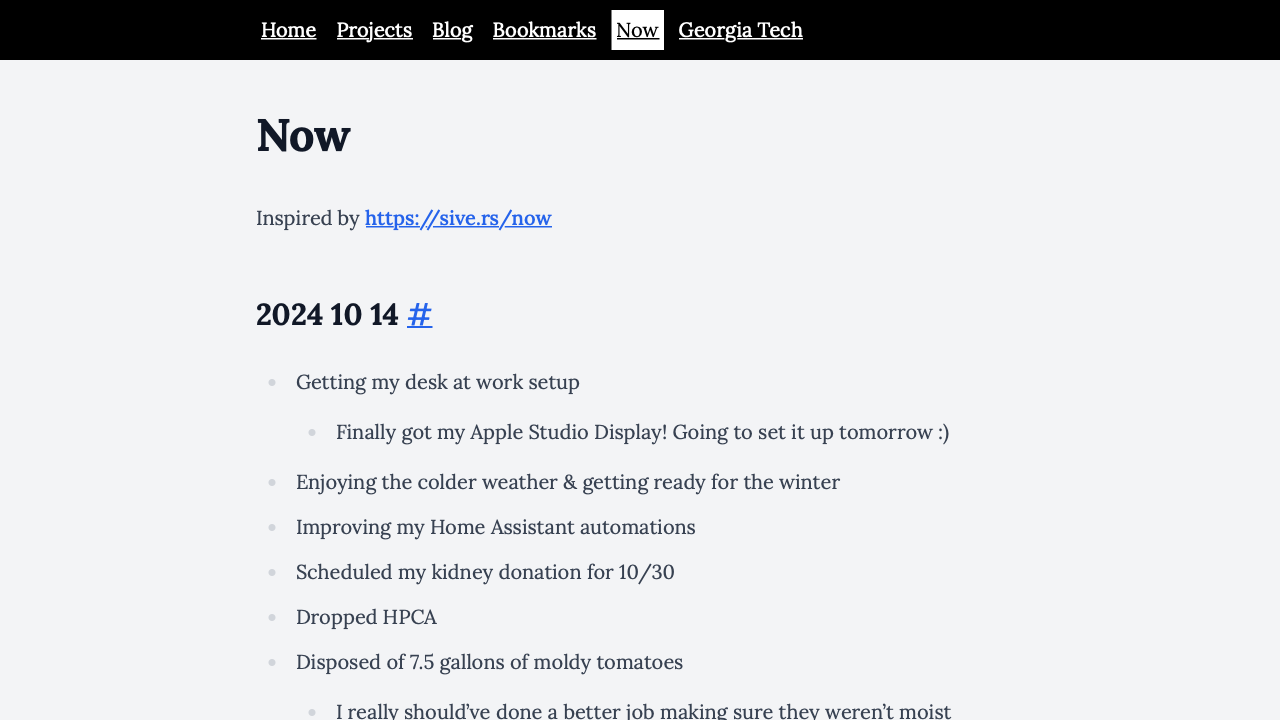 Home Projects Blog Bookmarks Now Georgia Tech
Now
Inspired by https://sive.rs/now
2024 10 14 #
Getting my desk at work setup
Finally got my Apple Studio Display! Going to set it up tomorrow :)
Enjoying the colder weather & getting ready for the winter
Improving my Home Assistant automations
Scheduled my kidney donation for 10/30
Dropped HPCA
Disposed of 7.5 gallons of moldy tomatoes
I really should’ve done a better job making sure they weren’t moist